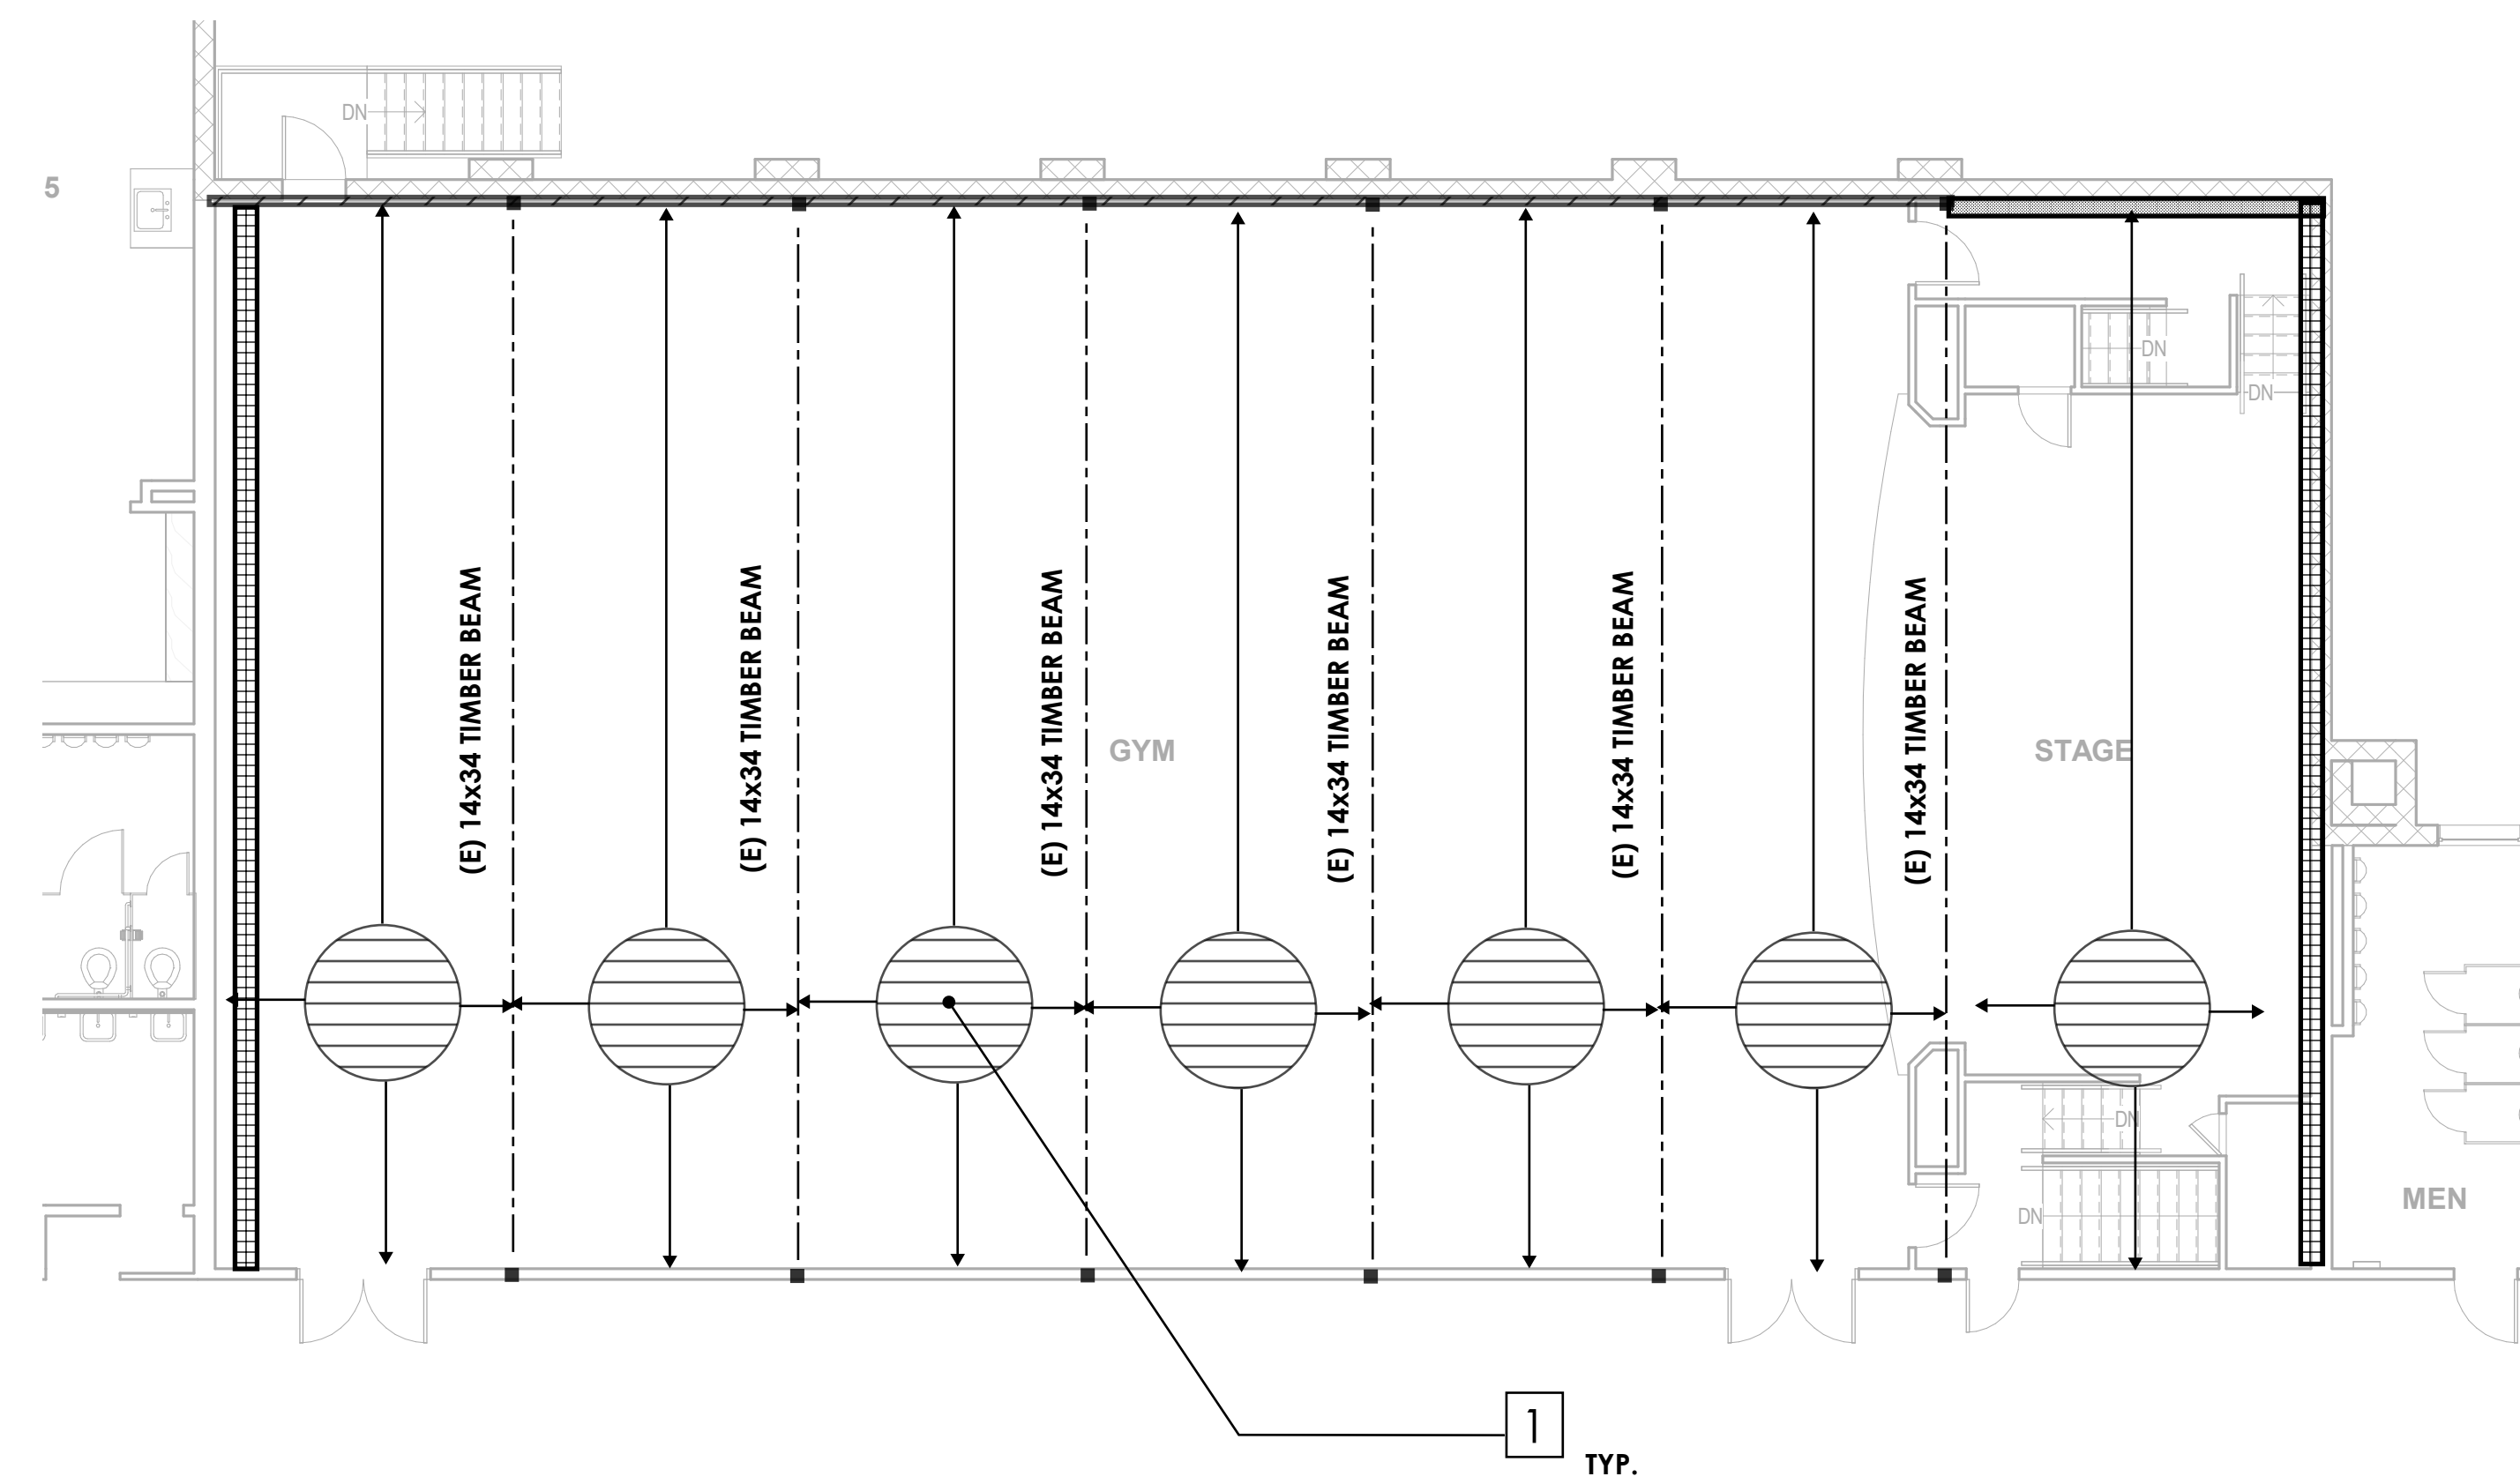 DN
5
DN
DN
(E) 14x34 TIMBER BEAM
(E) 14x34 TIMBER BEAM
(E) 14x34 TIMBER BEAM
(E) 14x34 TIMBER BEAM
(E) 14x34 TIMBER BEAM
(E) 14x34 TIMBER BEAM
GYM
STAGE
DN
MEN
DN
1
TYP.